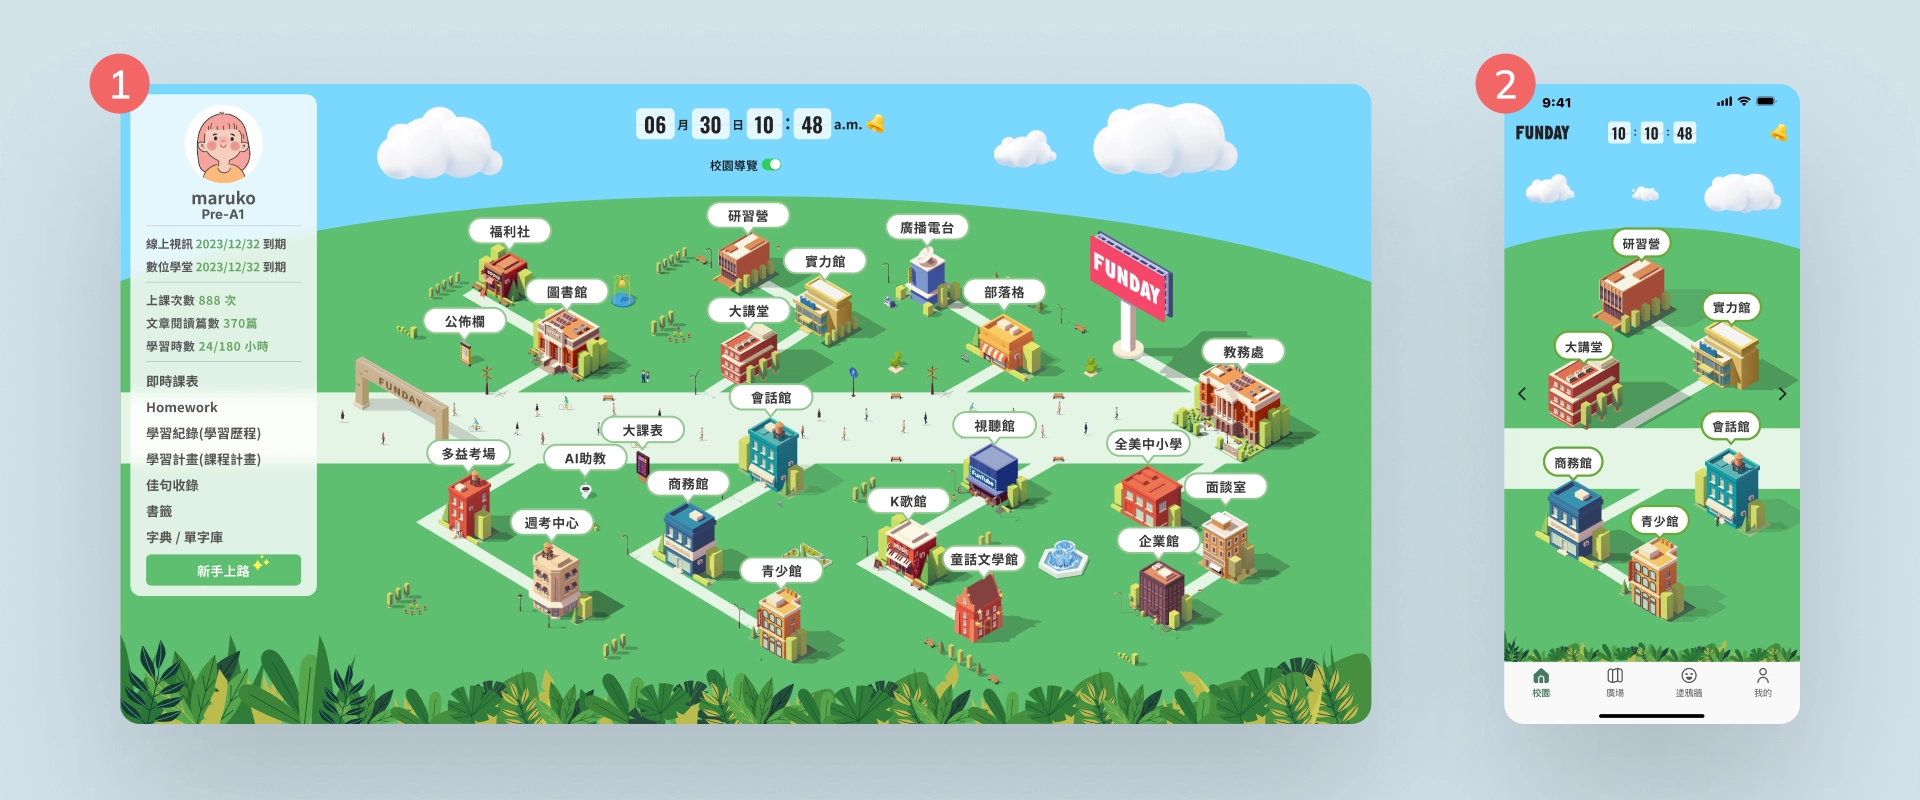 1
maruko
Pre-A1
線上視訊 2023/12/32 到期
數位學堂 2023/12/32 到期
上課次數 888 次
文章閱讀篇數 370篇
學習時數 24/180 小時
即時課表
Homework
學習紀錄(學習歷程)
學習計畫(課程計畫)
佳句收錄
書籤
字典 / 單字庫
新手上路
06 月 30 日 10 : 48 a.m.
校園導覽
福利社
研習營
廣播電台
實力館
圖書館
部落格
FUNDAY
公佈欄
大講堂
教務處
FUNDAY
會話館
大課表
視聽館
全美中小學
多益考場
AI助教
商務館
面談室
K歌館
FunTube
週考中心
企業館
MUSIC
童話文學館
青少館
2
9:41
FUNDAY
10 : 10 : 48
研習營
實力館
大講堂
會話館
商務館
青少館
校園
廣場
塗鴉牆
我的